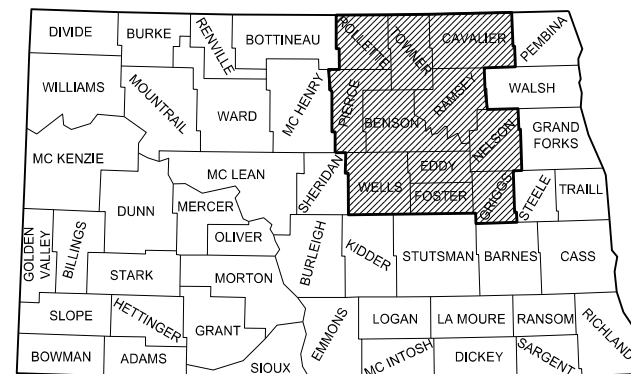 DIVIDE
BURKE
RENVILLE
BOTTINEAU
ROLLETTE
TOWNER
CAVALIER
PEMBINA
WILLIAMS
MOUNTRAIL
WARD
MC HENRY
PIERCE
BENSON
RAMSEY
WALSH
NELSON
GRAND
FORKS
MC KENZIE
MC LEAN
SHERIDAN
WELLS
EDDY
FOSTER
GRIGGS
STEELE
TRAILL
DUNN
MERCER
OLIVER
GOLDEN
VALLEY
BILLINGS
STARK
MORTON
BURLEIGH
KIDDER
STUTSMAN
BARNES
CASS
SLOPE
HETTINGER
GRANT
EMMONS
LOGAN
LA MOURE
RANSOM
RICHLAND
BOWMAN
ADAMS
SIOUX
MC INTOSH
DICKEY
SARGENT